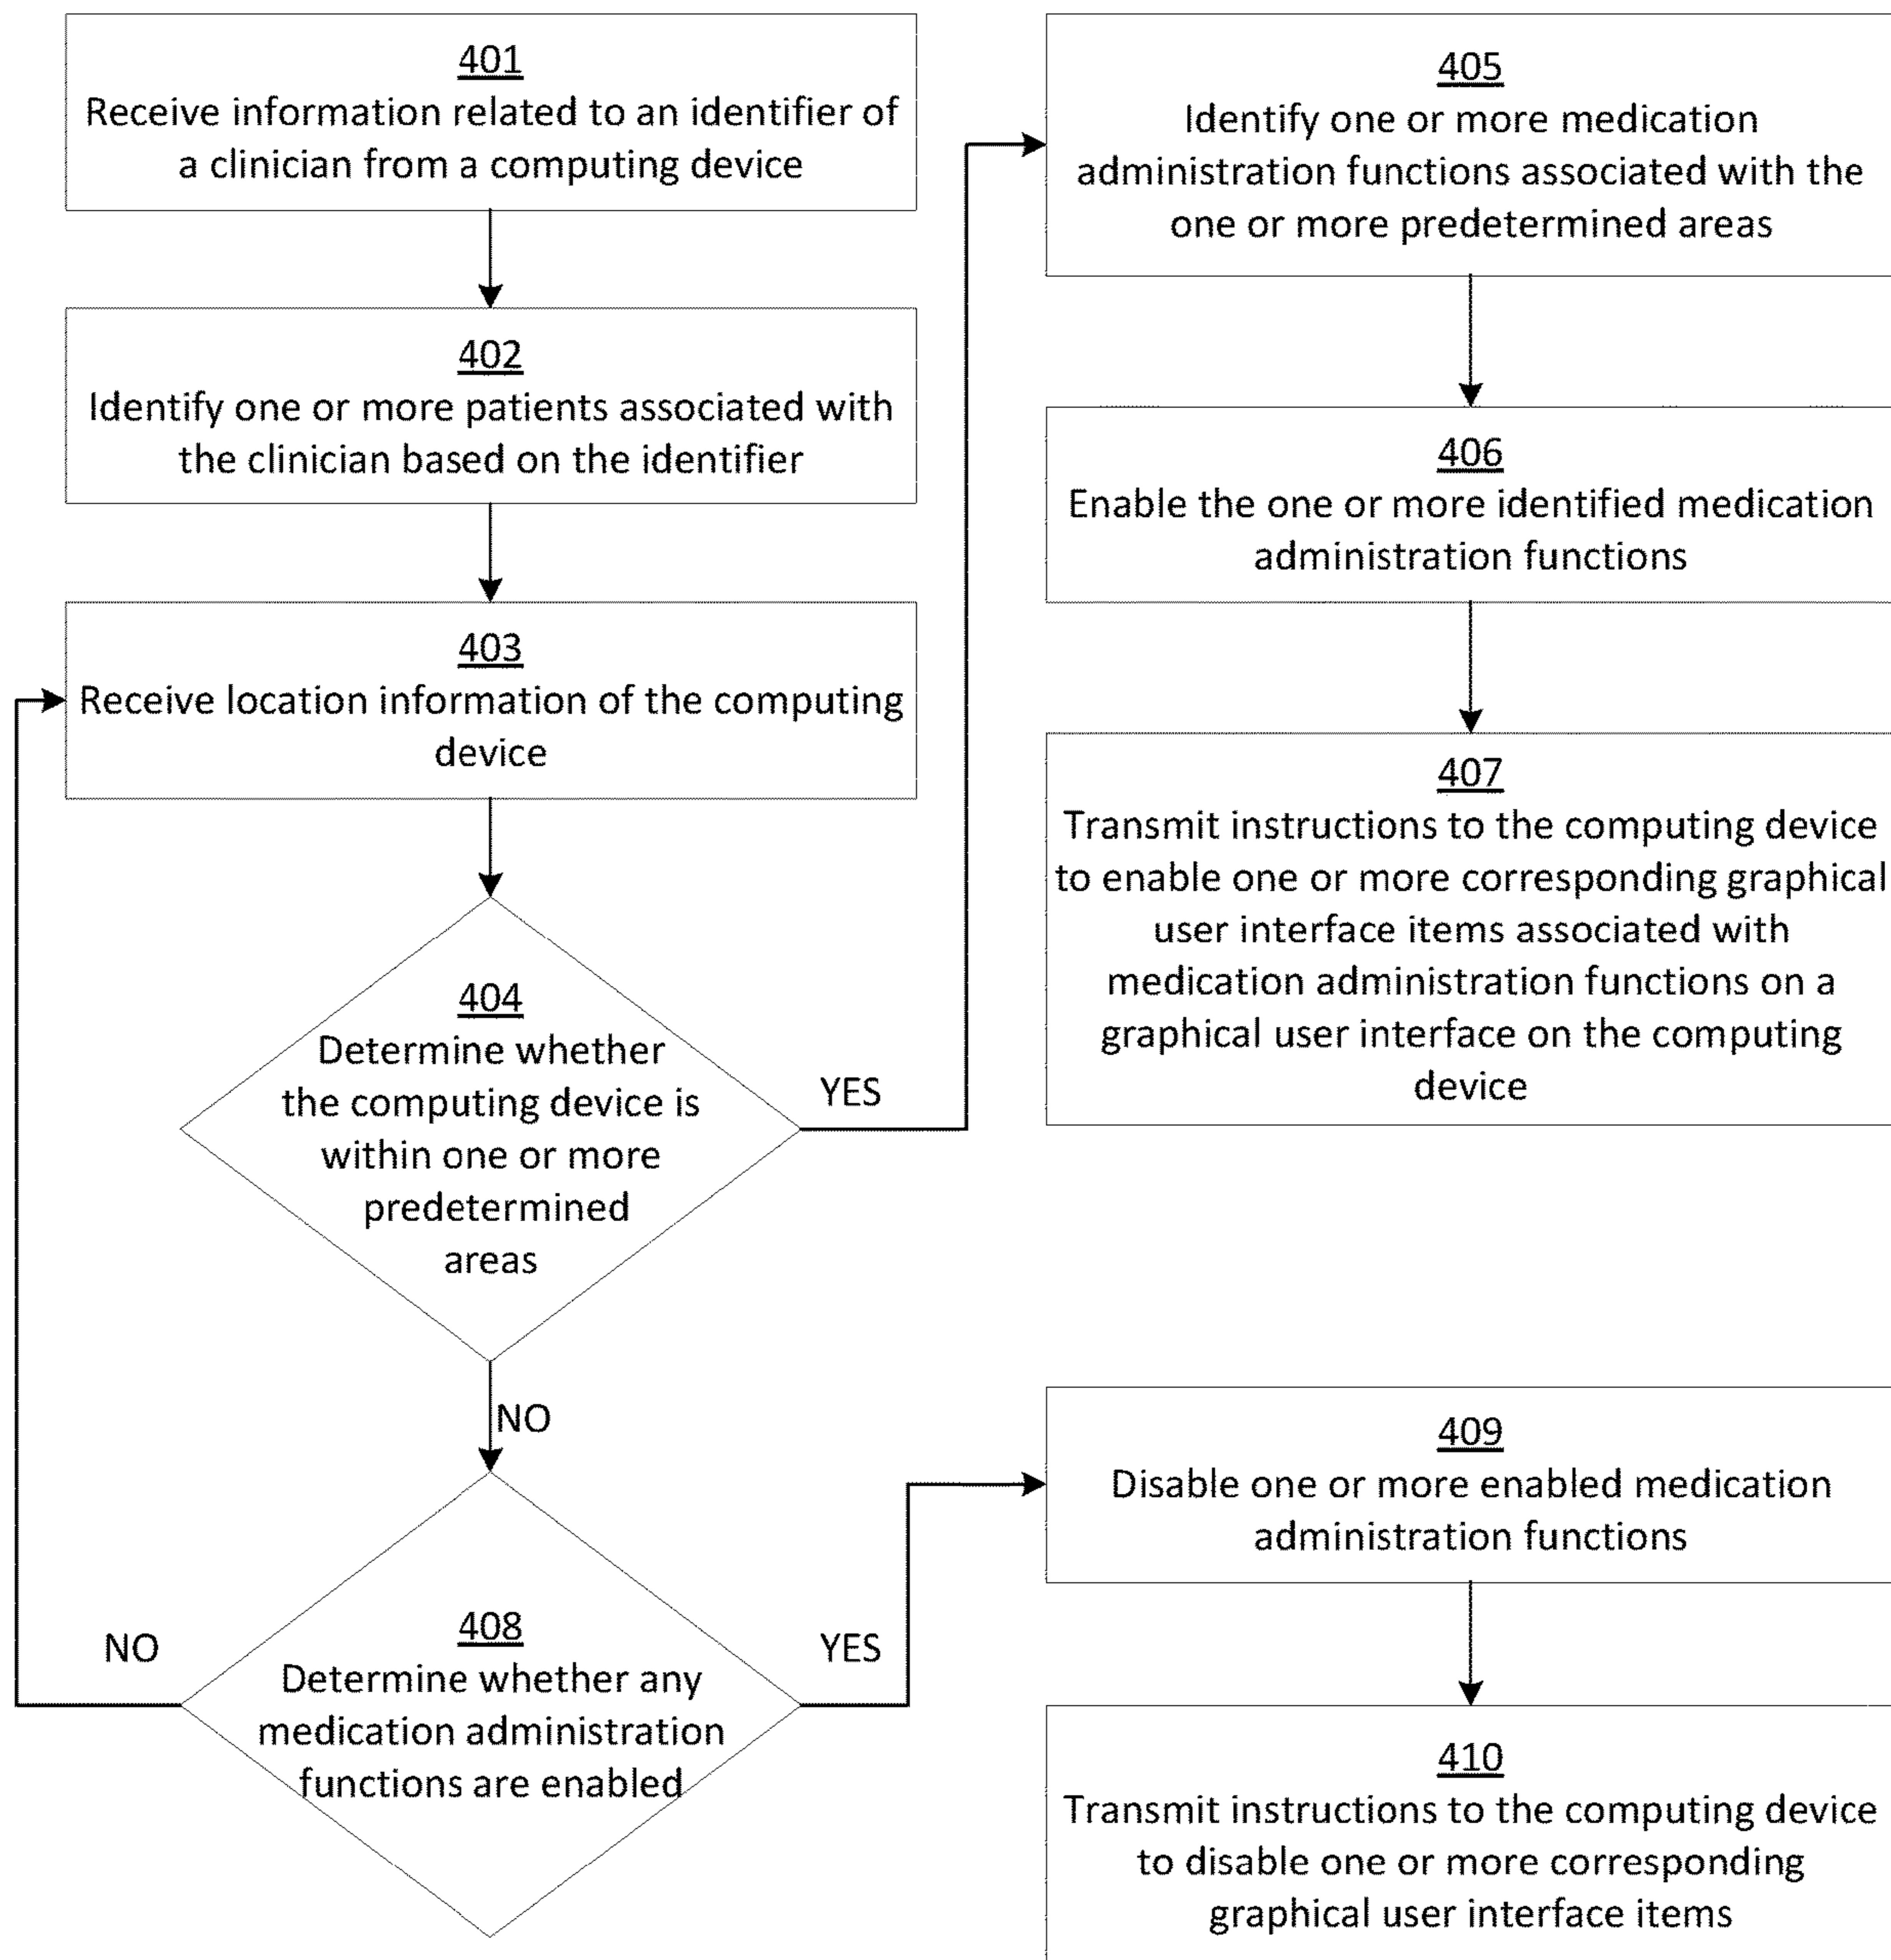 401
Receive information related to an identifier of
a clinician from a computing device
402
Identify one or more patients associated with
the clinician based on the identifier
403
Receive location information of the computing
device
404
Determine whether
the computing device is
within one or more
predetermined
areas
YES
NO
408
Determine whether any
medication administration
functions are enabled
NO
YES
405
Identify one or more medication
administration functions associated with the
one or more predetermined areas
406
Enable the one or more identified medication
administration functions
407
Transmit instructions to the computing device
to enable one or more corresponding graphical
user interface items associated with
medication administration functions on a
graphical user interface on the computing
device
409
Disable one or more enabled medication
administration functions
410
Transmit instructions to the computing device
to disable one or more corresponding
graphical user interface items